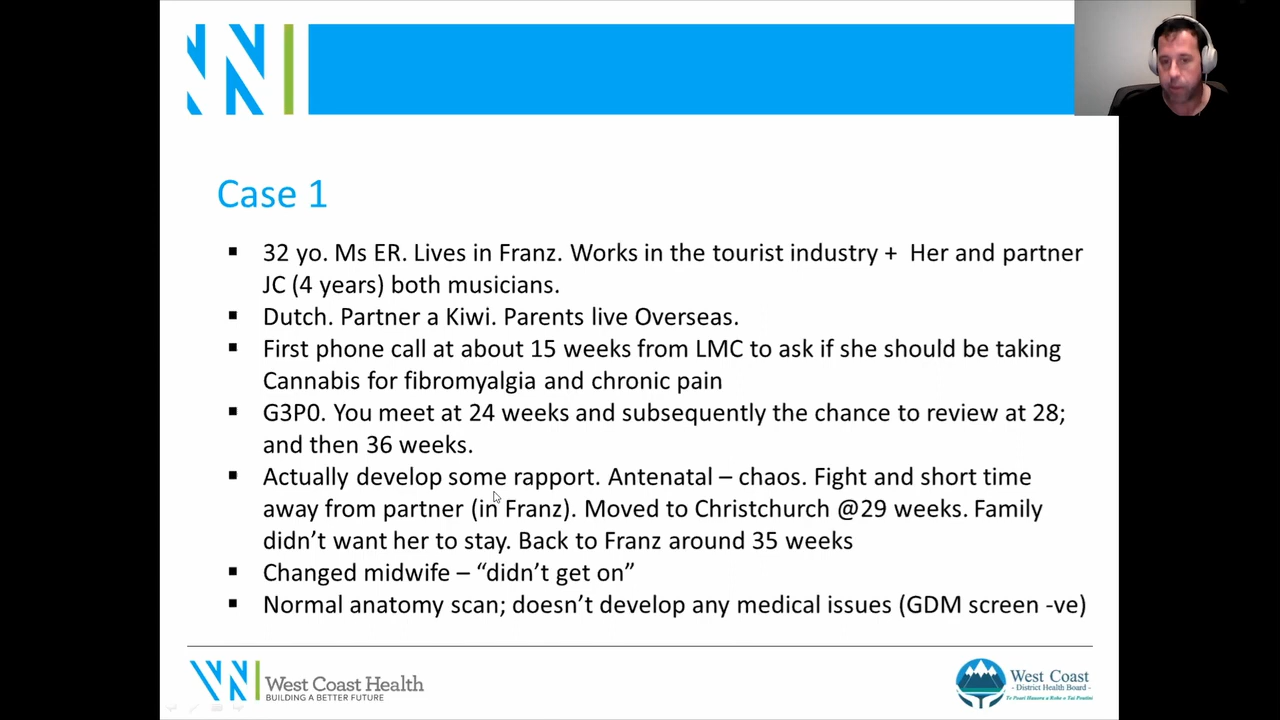 Case 1
32 yo. Ms ER. Lives in Franz. Works in the tourist industry + Her and partner
JC (4 years) both musicians.
Dutch. Partner a Kiwi. Parents live Overseas.
First phone call at about 15 weeks from LMC to ask if she should be taking
Cannabis for fibromyalgia and chronic pain
G3P0. You meet at 24 weeks and subsequently the chance to review at 28;
and then 36 weeks.
Actually develop some rapport. Antenatal – chaos. Fight and short time
away from partner (in Franz). Moved to Christchurch @29 weeks. Family
didn’t want her to stay. Back to Franz around 35 weeks
Changed midwife – “didn’t get on”
Normal anatomy scan; doesn’t develop any medical issues (GDM screen -ve)
West Coast Health
BUILDING A BETTER FUTURE
West Coast
District Health Board
Te Poari Hauora a Rohe o Tai Poutini